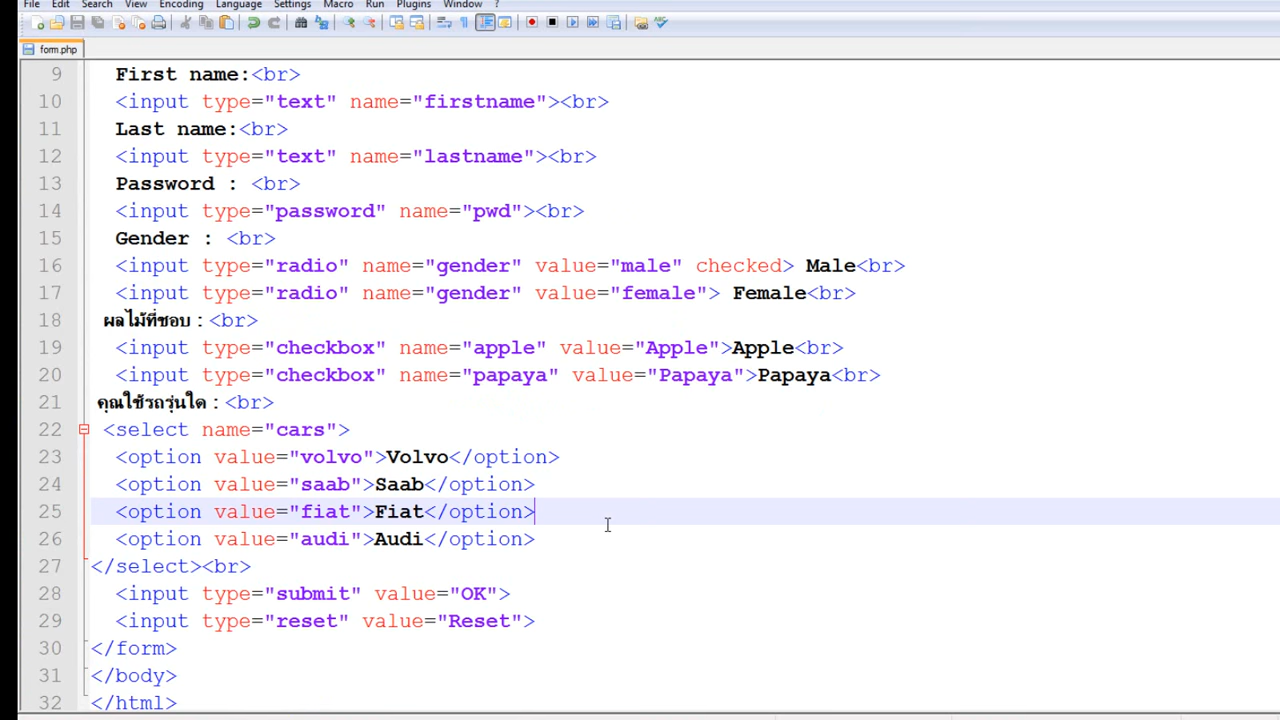 File Edit Search View Encoding Language Settings Macro Run Plugins Window ?
form.php
9 First name:<br>
10 <input type="text" name="firstname"><br>
11 Last name:<br>
12 <input type="text" name="lastname"><br>
13 Password : <br>
14 <input type="password" name="pwd"><br>
15 Gender : <br>
16 <input type="radio" name="gender" value="male" checked> Male<br>
17 <input type="radio" name="gender" value="female"> Female<br>
18 ผลไม้ที่ชอบ : <br>
19 <input type="checkbox" name="apple" value="Apple">Apple<br>
20 <input type="checkbox" name="papaya" value="Papaya">Papaya<br>
21 คุณใช้รถรุ่นใด : <br>
22 <select name="cars">
23 <option value="volvo">Volvo</option>
24 <option value="saab">Saab</option>
25 <option value="fiat">Fiat</option>
26 <option value="audi">Audi</option>
27 </select><br>
28 <input type="submit" value="OK">
29 <input type="reset" value="Reset">
30 </form>
31 </body>
32 </html>